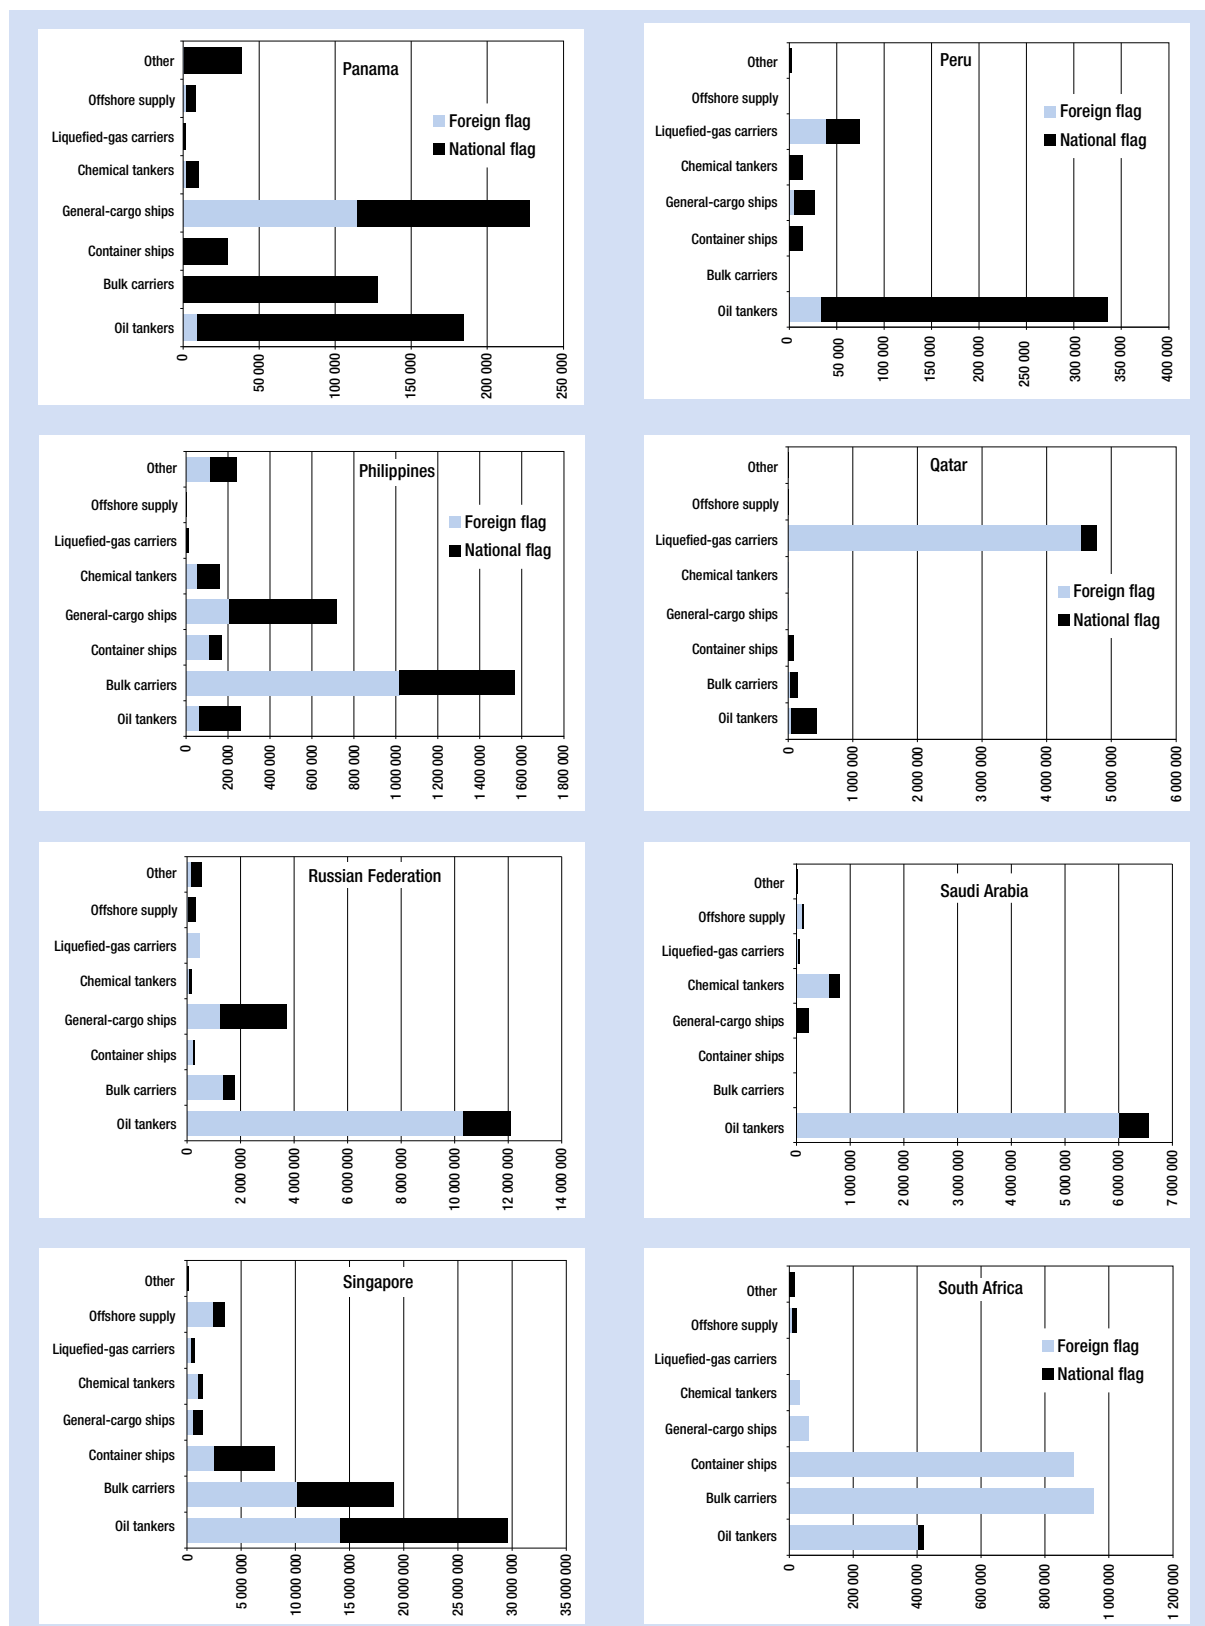 Panama
Other
Offshore supply
Liquefied-gas carriers
Chemical tankers
General-cargo ships
Container ships
Bulk carriers
Oil tankers
Foreign flag
National flag
0
50 000
100 000
150 000
200 000
250 000
Peru
Other
Offshore supply
Liquefied-gas carriers
Chemical tankers
General-cargo ships
Container ships
Bulk carriers
Oil tankers
Foreign flag
National flag
0
50 000
100 000
150 000
200 000
250 000
300 000
350 000
400 000
Philippines
Other
Offshore supply
Liquefied-gas carriers
Chemical tankers
General-cargo ships
Container ships
Bulk carriers
Oil tankers
Foreign flag
National flag
0
200 000
400 000
600 000
800 000
1 000 000
1 200 000
1 400 000
1 600 000
1 800 000
Qatar
Other
Offshore supply
Liquefied-gas carriers
Chemical tankers
General-cargo ships
Container ships
Bulk carriers
Oil tankers
Foreign flag
National flag
0
1 000 000
2 000 000
3 000 000
4 000 000
5 000 000
6 000 000
Russian Federation
Other
Offshore supply
Liquefied-gas carriers
Chemical tankers
General-cargo ships
Container ships
Bulk carriers
Oil tankers
0
2 000 000
4 000 000
6 000 000
8 000 000
10 000 000
12 000 000
14 000 000
Saudi Arabia
Other
Offshore supply
Liquefied-gas carriers
Chemical tankers
General-cargo ships
Container ships
Bulk carriers
Oil tankers
0
1 000 000
2 000 000
3 000 000
4 000 000
5 000 000
6 000 000
7 000 000
Singapore
Other
Offshore supply
Liquefied-gas carriers
Chemical tankers
General-cargo ships
Container ships
Bulk carriers
Oil tankers
0
5 000 000
10 000 000
15 000 000
20 000 000
25 000 000
30 000 000
35 000 000
South Africa
Other
Offshore supply
Liquefied-gas carriers
Chemical tankers
General-cargo ships
Container ships
Bulk carriers
Oil tankers
Foreign flag
National flag
0
200 000
400 000
600 000
800 000
1 000 000
1 200 000